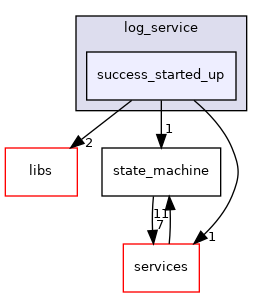 log_service
success_started_up
1
2
libs
state_machine
11
7
1
services